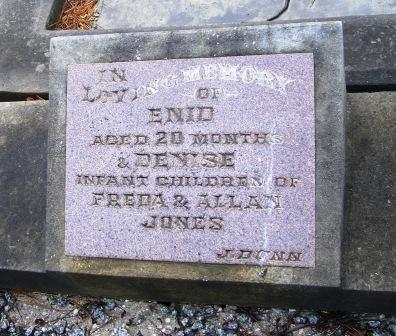 IN
LOVING MEMORY
OF
ENID
AGED 20 MONTHS
& DENISE
INFANT CHILDREN OF
FREDA & ALLAN
JONES
J. DUNN